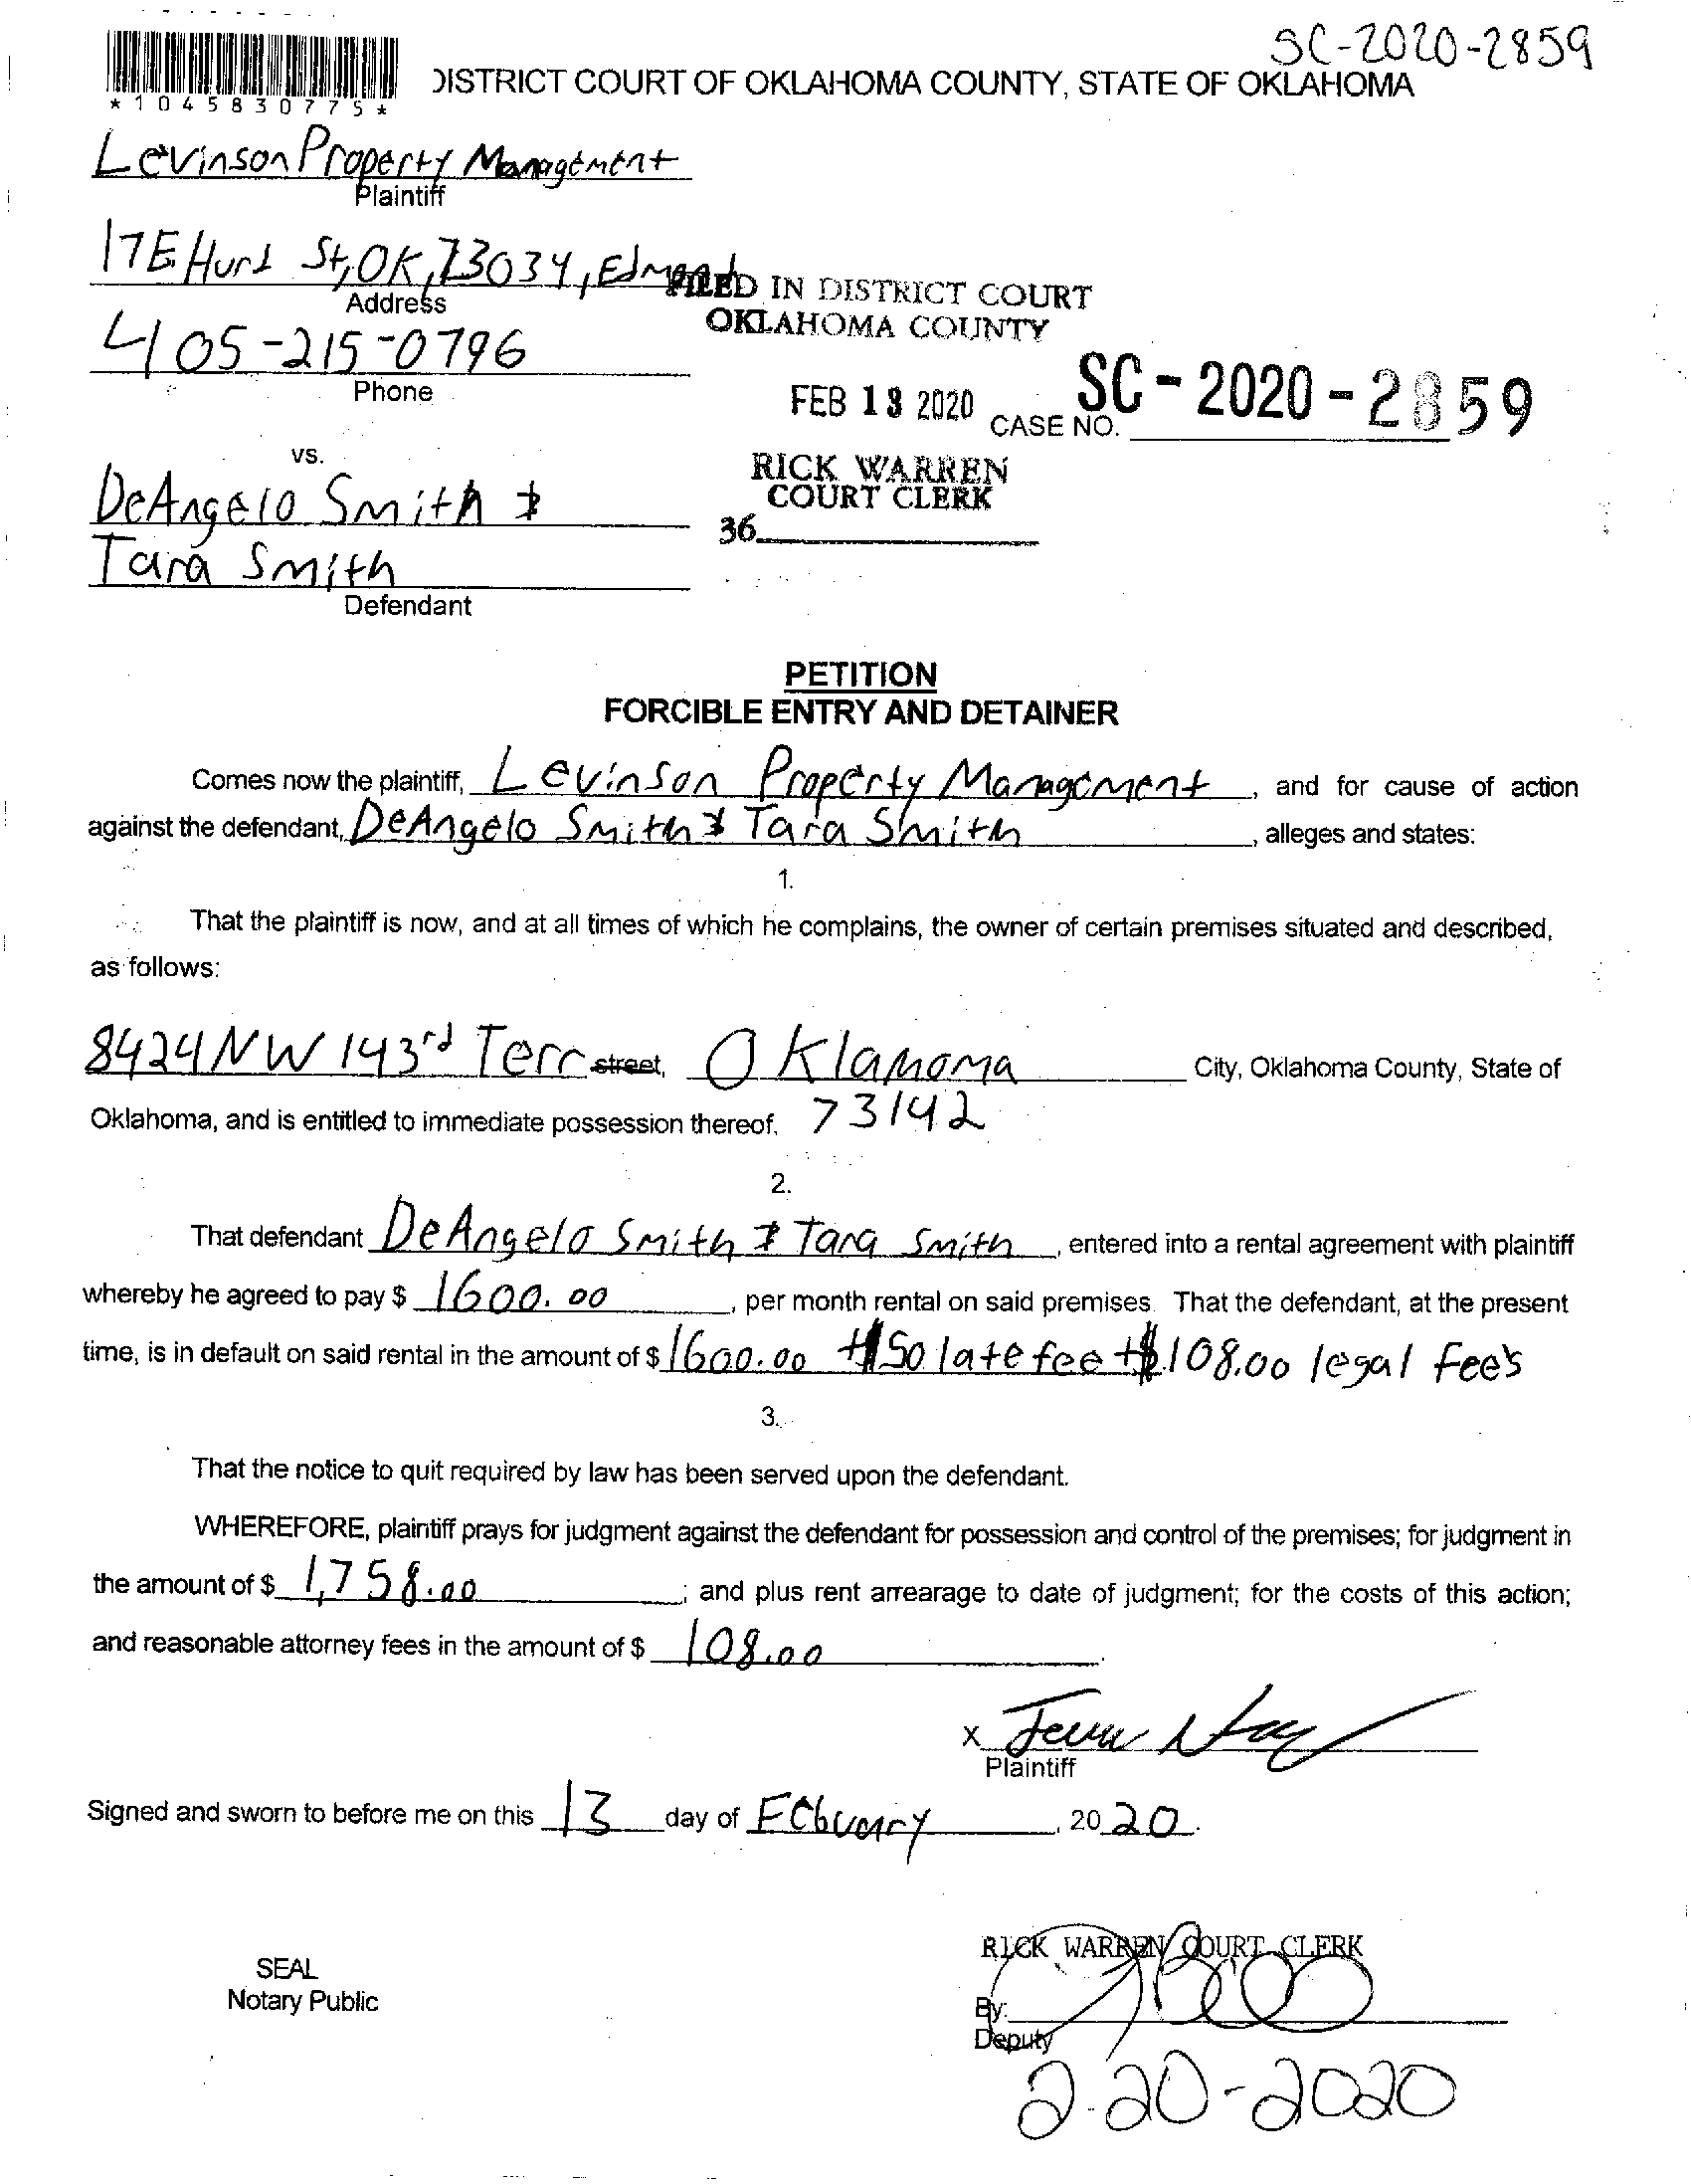 SC-2020-2859
DISTRICT COURT OF OKLAHOMA COUNTY, STATE OF OKLAHOMA
*1045830775*
Levinson Property Management
Plaintiff
17 E Hurd St, OK, 73034, Edmond
Address
FILED IN DISTRICT COURT
OKLAHOMA COUNTY
405-215-0796
Phone
FEB 13 2020
CASE NO. SC-2020-2859
vs.
RICK WARREN
COURT CLERK
DeAngelo Smith &
36
Tara Smith
Defendant
PETITION
FORCIBLE ENTRY AND DETAINER
Comes now the plaintiff, Levinson Property Management, and for cause of action
against the defendant, DeAngelo Smith & Tara Smith, alleges and states:
1.
That the plaintiff is now, and at all times of which he complains, the owner of certain premises situated and described,
as follows:
8424 NW 143rd Terr street, Oklahoma City, Oklahoma County, State of
Oklahoma, and is entitled to immediate possession thereof. 73142
2.
That defendant DeAngelo Smith & Tara Smith, entered into a rental agreement with plaintiff
whereby he agreed to pay $ 1600.00, per month rental on said premises. That the defendant, at the present
time, is in default on said rental in the amount of $ 1600.00 +$50 late fee +$108.00 legal fee's
3.
That the notice to quit required by law has been served upon the defendant.
WHEREFORE, plaintiff prays for judgment against the defendant for possession and control of the premises; for judgment in
the amount of $ 1,758.00; and plus rent arrearage to date of judgment; for the costs of this action;
and reasonable attorney fees in the amount of $ 108.00.
X
Plaintiff
Signed and sworn to before me on this 13 day of Febuary, 20 20.
RICK WARREN COURT CLERK
SEAL
Notary Public
By:
Deputy
2-20-2020